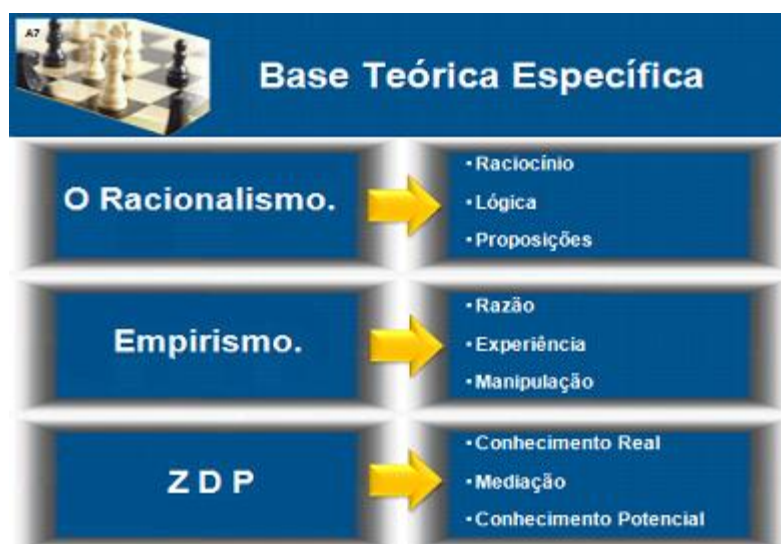 A7
Base Teórica Específica
O Racionalismo.
•Raciocínio
•Lógica
•Proposições
Empirismo.
•Razão
•Experiência
•Manipulação
Z D P
•Conhecimento Real
•Mediação
•Conhecimento Potencial